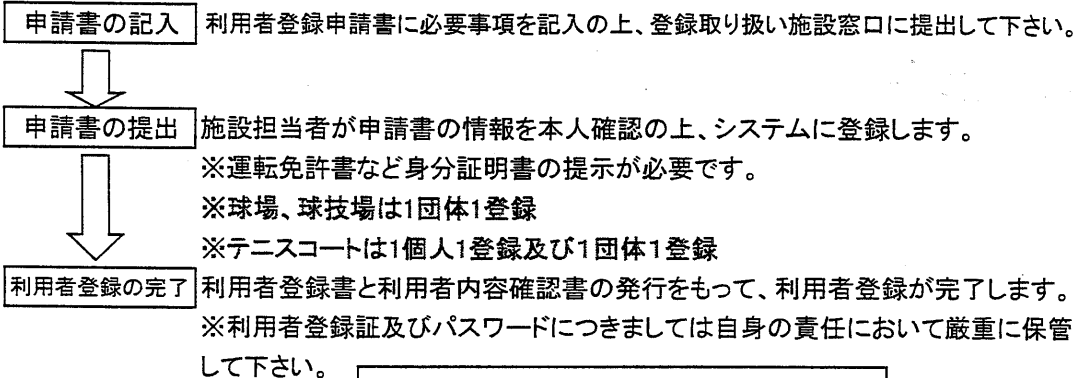 申請書の記入 利用者登録申請書に必要事項を記入の上、登録取り扱い施設窓口に提出して下さい。
申請書の提出 施設担当者が申請書の情報を本人確認の上、システムに登録します。
※運転免許書など身分証明書の提示が必要です。
※球場、球技場は1団体1登録
※テニスコートは1個人1登録及び1団体1登録
利用者登録の完了 利用者登録書と利用者内容確認書の発行をもって、利用者登録が完了します。
※利用者登録証及びパスワードにつきましては自身の責任において厳重に保管
して下さい。